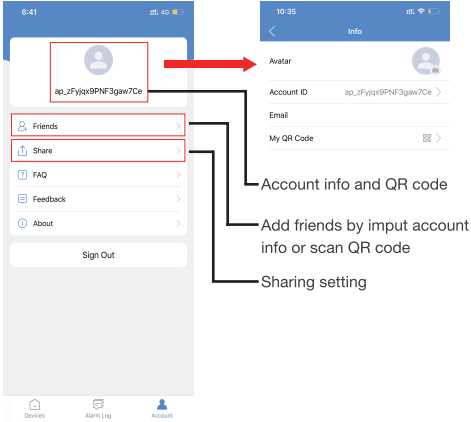 6:41
4G
ap_zFyjqx9PNF3gaw7Ce
Friends
Share
FAQ
Feedback
About
Sign Out
Devices
Alarm Log
Account
10:35
Info
Avatar
Account ID
ap_zFyjqx9PNF3gaw7Ce
Email
My QR Code
Account info and QR code
Add friends by imput account
info or scan QR code
Sharing setting